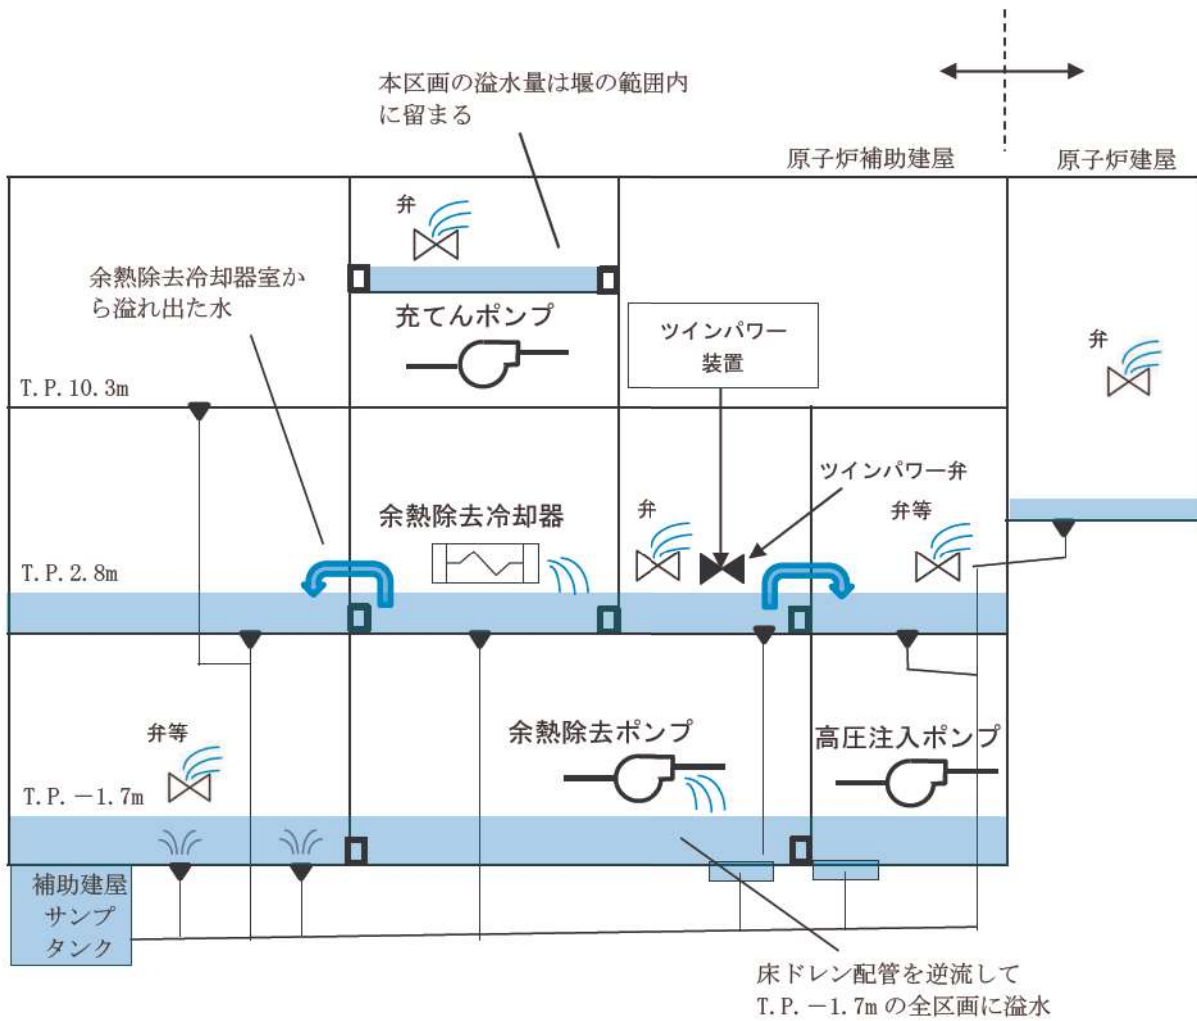 本区画の溢水量は堰の範囲内
に留まる
原子炉補助建屋
原子炉建屋
弁
余熱除去冷却器室か
ら溢れ出た水
充てんポンプ
ツインパワー
装置
弁
T.P.10.3m
ツインパワー弁
余熱除去冷却器
弁
弁等
T.P.2.8m
弁等
余熱除去ポンプ
高圧注入ポンプ
T.P.－1.7m
補助建屋
サンプ
タンク
床ドレン配管を逆流して
T.P.－1.7m の全区画に溢水